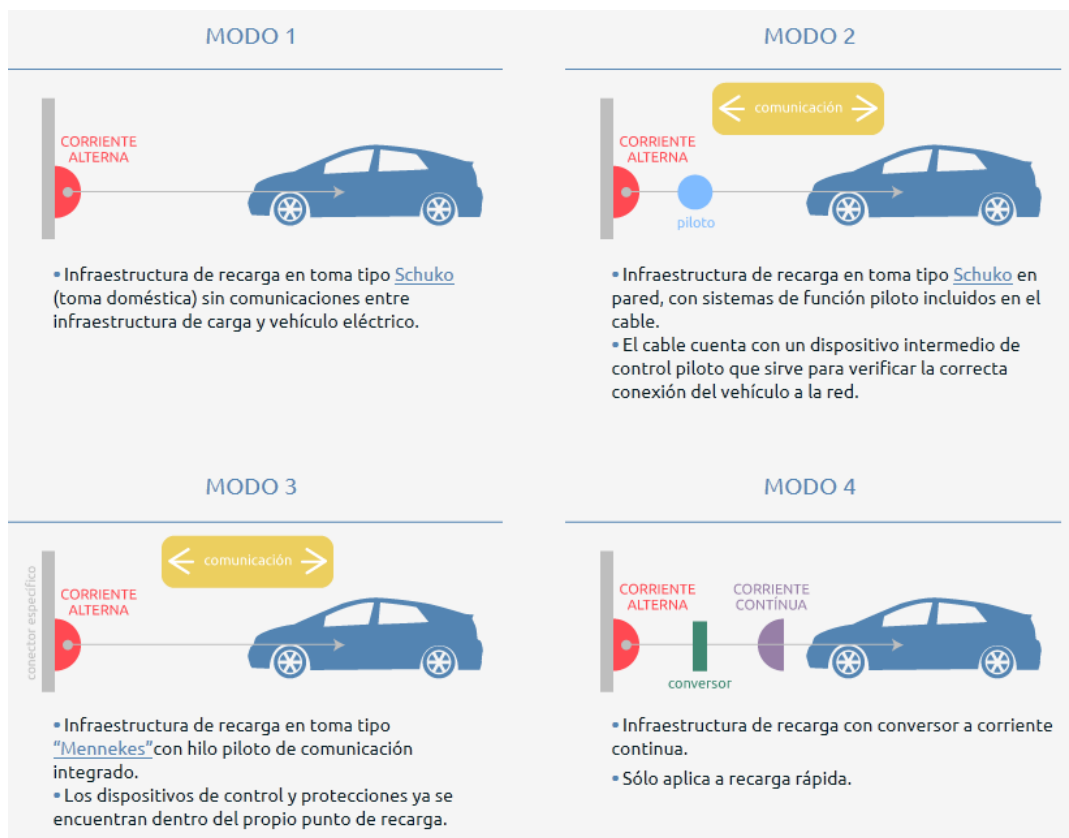 MODO 1
CORRIENTE
ALTERNA
• Infraestructura de recarga en toma tipo Schuko
(toma doméstica) sin comunicaciones entre
infraestructura de carga y vehículo eléctrico.
MODO 2
comunicación
CORRIENTE
ALTERNA
piloto
• Infraestructura de recarga en toma tipo Schuko en
pared, con sistemas de función piloto incluidos en el
cable.
• El cable cuenta con un dispositivo intermedio de
control piloto que sirve para verificar la correcta
conexión del vehículo a la red.
MODO 3
comunicación
conector específico
CORRIENTE
ALTERNA
• Infraestructura de recarga en toma tipo
“Mennekes”con hilo piloto de comunicación
integrado.
• Los dispositivos de control y protecciones ya se
encuentran dentro del propio punto de recarga.
MODO 4
CORRIENTE
ALTERNA
CORRIENTE
CONTÍNUA
conversor
• Infraestructura de recarga con conversor a corriente
continua.
• Sólo aplica a recarga rápida.